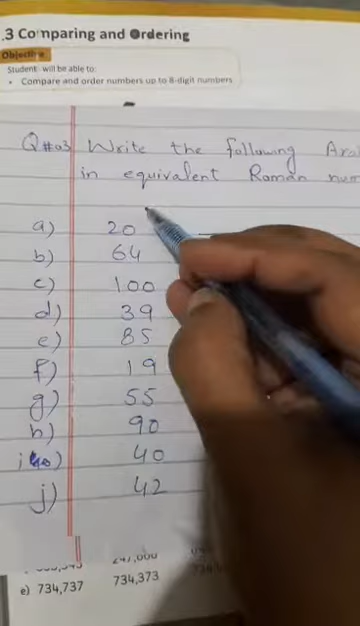 .3 Comparing and Ordering
Objective
Student will be able to:
• Compare and order numbers up to 8-digit numbers
Q#03 Write the following
in equivalent Roman
a) 20
b) 64
c) 100
d) 39
e) 85
f) 19
g) 55
h) 90
i) 40
j) 42
e) 734,737 734,373